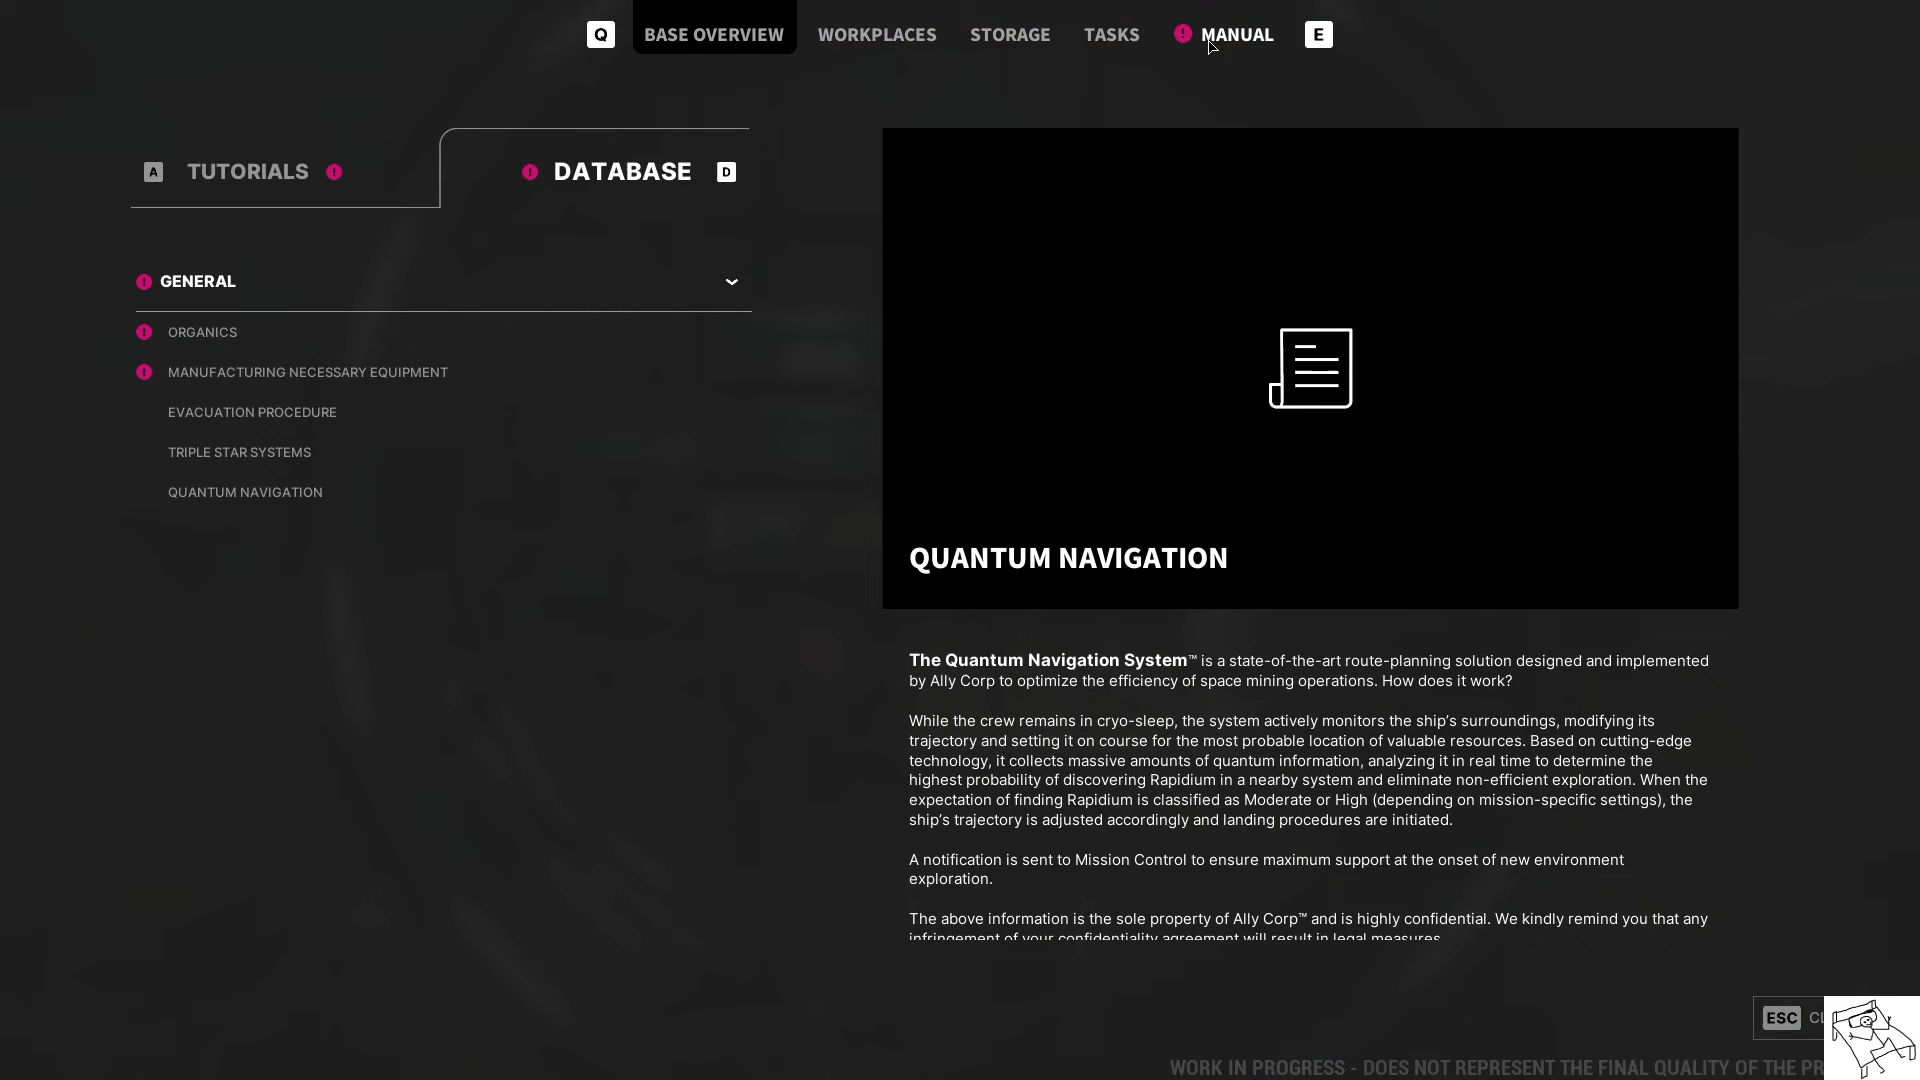 Q BASE OVERVIEW WORKPLACES STORAGE TASKS ! MANUAL E
A TUTORIALS ! ! DATABASE D
! GENERAL
! ORGANICS
! MANUFACTURING NECESSARY EQUIPMENT
EVACUATION PROCEDURE
TRIPLE STAR SYSTEMS
QUANTUM NAVIGATION
QUANTUM NAVIGATION
The Quantum Navigation System™ is a state-of-the-art route-planning solution designed and implemented
by Ally Corp to optimize the efficiency of space mining operations. How does it work?
While the crew remains in cryo-sleep, the system actively monitors the ship's surroundings, modifying its
trajectory and setting it on course for the most probable location of valuable resources. Based on cutting-edge
technology, it collects massive amounts of quantum information, analyzing it in real time to determine the
highest probability of discovering Rapidium in a nearby system and eliminate non-efficient exploration. When the
expectation of finding Rapidium is classified as Moderate or High (depending on mission-specific settings), the
ship's trajectory is adjusted accordingly and landing procedures are initiated.
A notification is sent to Mission Control to ensure maximum support at the onset of new environment
exploration.
The above information is the sole property of Ally Corp™ and is highly confidential. We kindly remind you that any
infringement of your confidentiality agreement will result in legal measures.
ESC
WORK IN PROGRESS - DOES NOT REPRESENT THE FINAL QUALITY OF THE